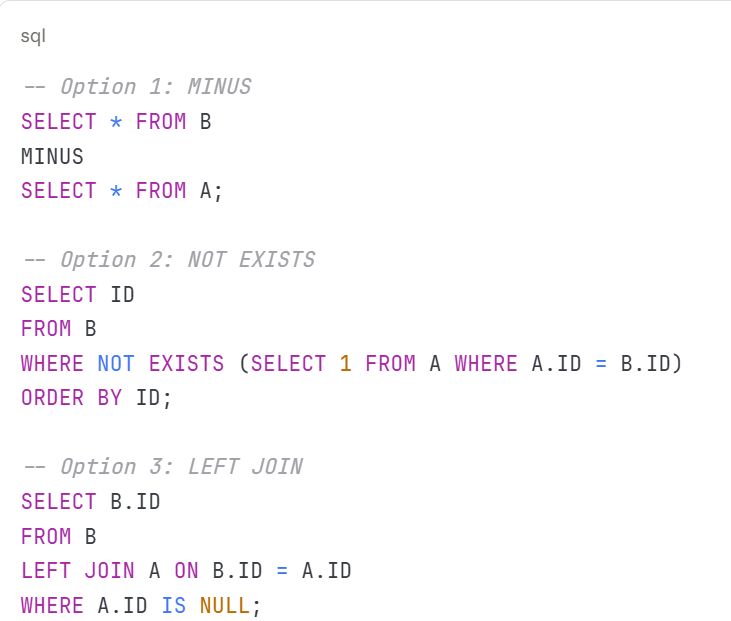 sql
-- Option 1: MINUS
SELECT * FROM B
MINUS
SELECT * FROM A;
-- Option 2: NOT EXISTS
SELECT ID
FROM B
WHERE NOT EXISTS (SELECT 1 FROM A WHERE A.ID = B.ID)
ORDER BY ID;
-- Option 3: LEFT JOIN
SELECT B.ID
FROM B
LEFT JOIN A ON B.ID = A.ID
WHERE A.ID IS NULL;